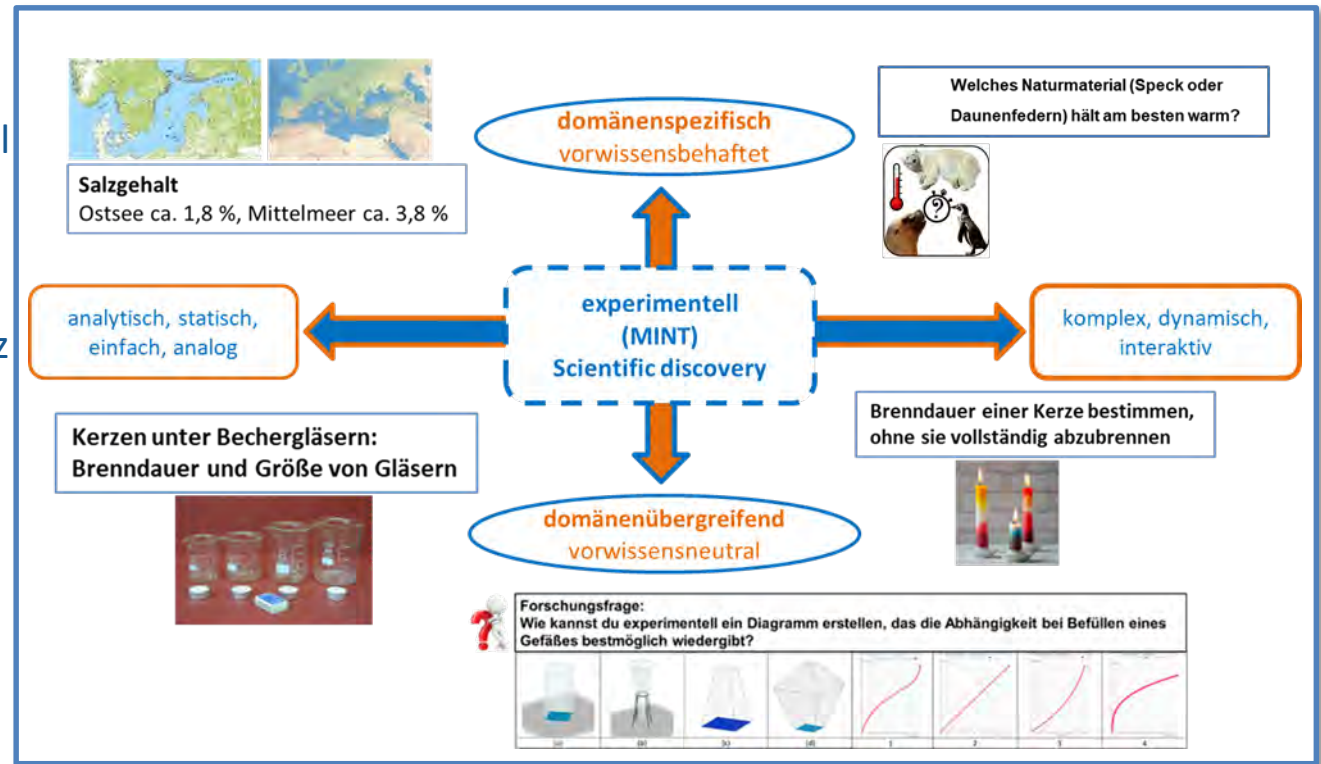 Welches Naturmaterial (Speck oder
Daunenfedern) hält am besten warm?
domänenspezifisch
vorwissensbehaftet
Salzgehalt
Ostsee ca. 1,8 %, Mittelmeer ca. 3,8 %
?
analytisch, statisch,
einfach, analog
experimentell
(MINT)
Scientific discovery
komplex, dynamisch,
interaktiv
l
z
Kerzen unter Bechergläsern:
Brenndauer und Größe von Gläsern
Brenndauer einer Kerze bestimmen,
ohne sie vollständig abzubrennen
domänenübergreifend
vorwissensneutral
?
Forschungsfrage:
Wie kannst du experimentell ein Diagramm erstellen, das die Abhängigkeit bei Befüllen eines
Gefäßes bestmöglich wiedergibt?
(a) (b) (c) (d) 1 2 3 4